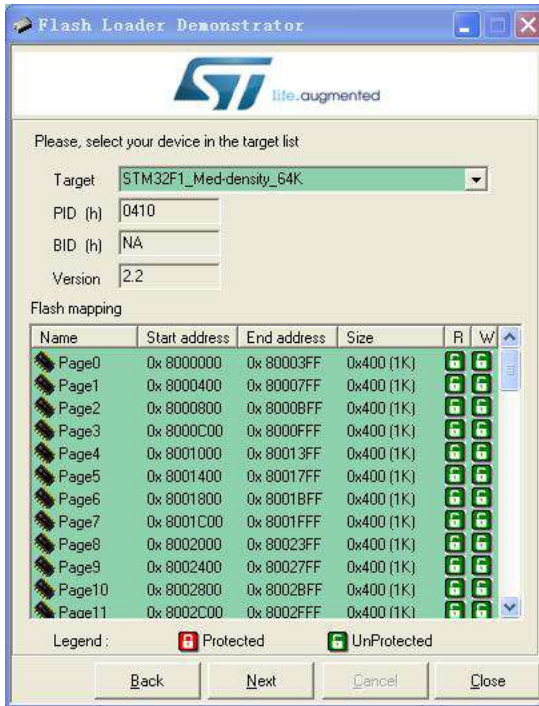 Flash Loader Demonstrator
ST
life.augmented
Please, select your device in the target list
Target STM32F1_Med-density_64K
PID (h) 0410
BID (h) NA
Version 2.2
Flash mapping
Name Start address End address Size R W
Page0 0x 8000000 0x 80003FF 0x400 (1K)
Page1 0x 8000400 0x 80007FF 0x400 (1K)
Page2 0x 8000800 0x 8000BFF 0x400 (1K)
Page3 0x 8000C00 0x 8000FFF 0x400 (1K)
Page4 0x 8001000 0x 80013FF 0x400 (1K)
Page5 0x 8001400 0x 80017FF 0x400 (1K)
Page6 0x 8001800 0x 8001BFF 0x400 (1K)
Page7 0x 8001C00 0x 8001FFF 0x400 (1K)
Page8 0x 8002000 0x 80023FF 0x400 (1K)
Page9 0x 8002400 0x 80027FF 0x400 (1K)
Page10 0x 8002800 0x 8002BFF 0x400 (1K)
Page11 0x 8002C00 0x 8002FFF 0x400 (1K)
Legend : Protected UnProtected
Back Next Cancel Close